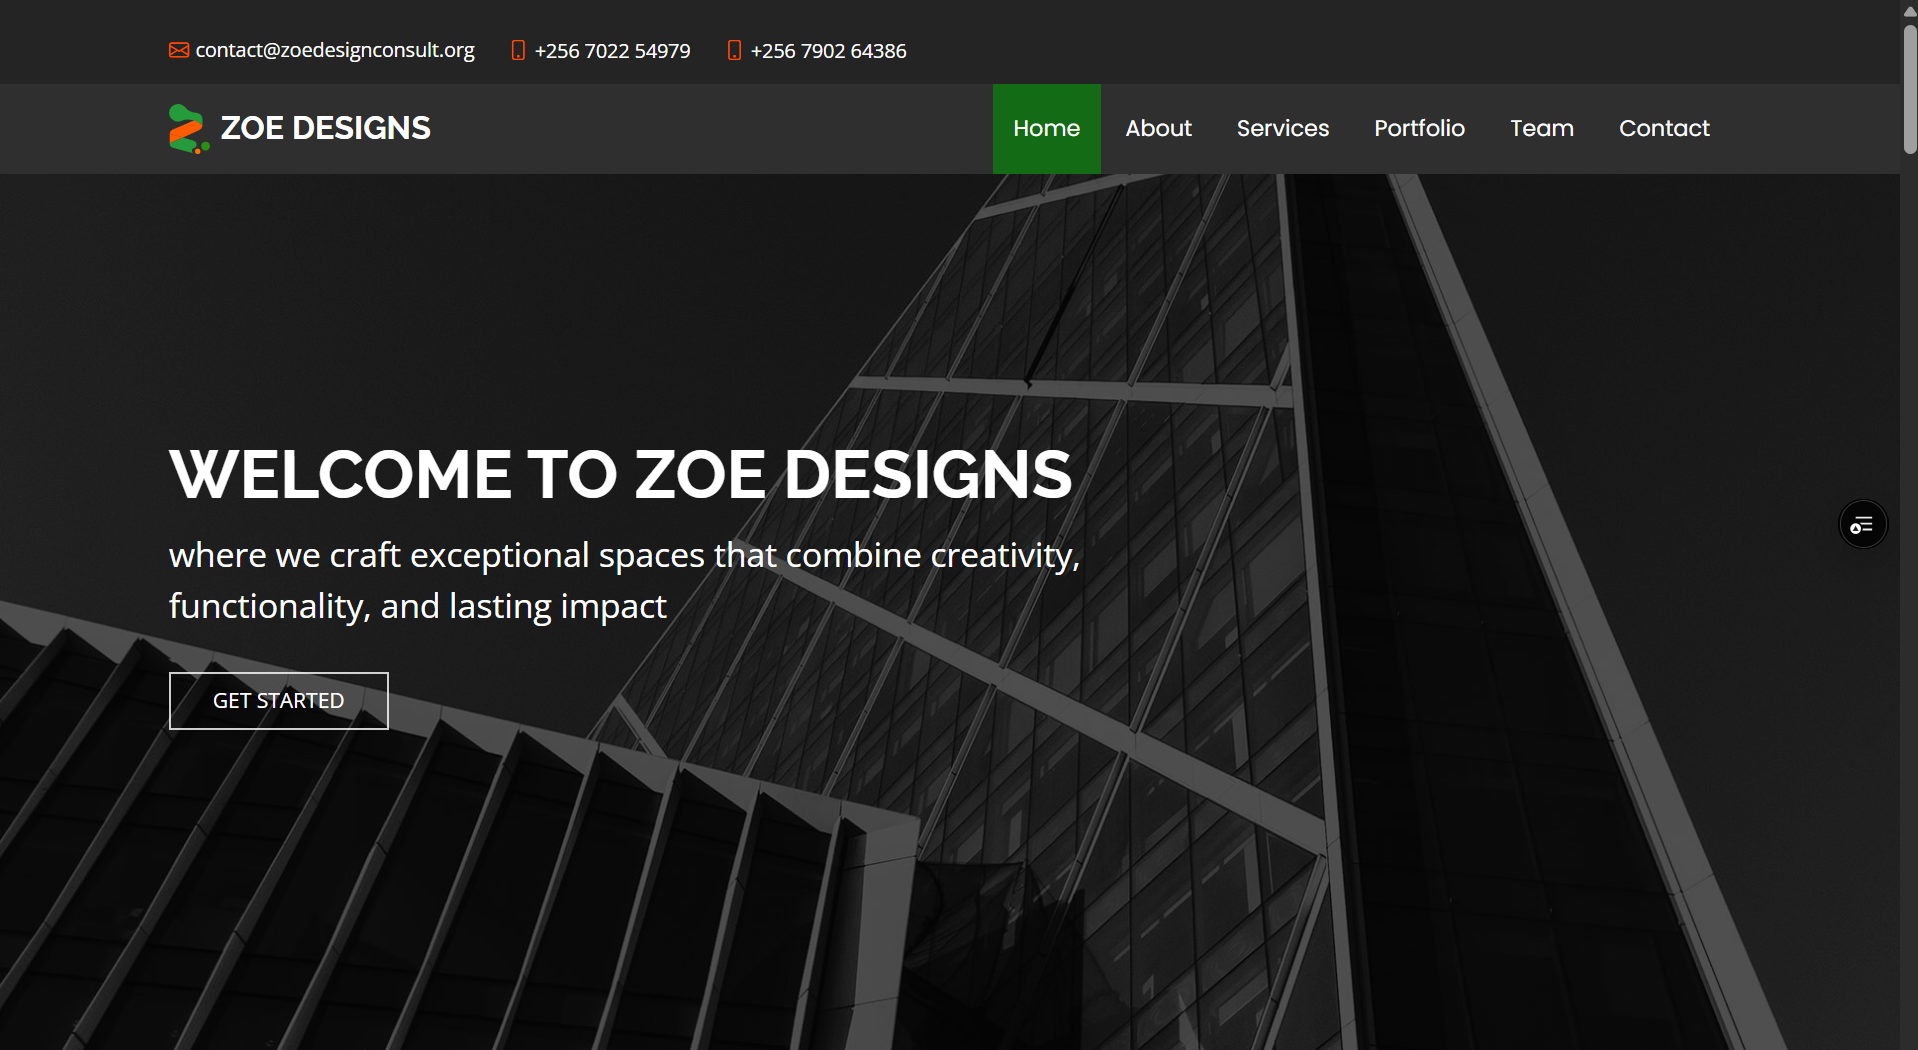 contact@zoedesignconsult.org +256 7022 54979 +256 7902 64386
ZOE DESIGNS Home About Services Portfolio Team Contact
WELCOME TO ZOE DESIGNS
where we craft exceptional spaces that combine creativity,
functionality, and lasting impact
GET STARTED